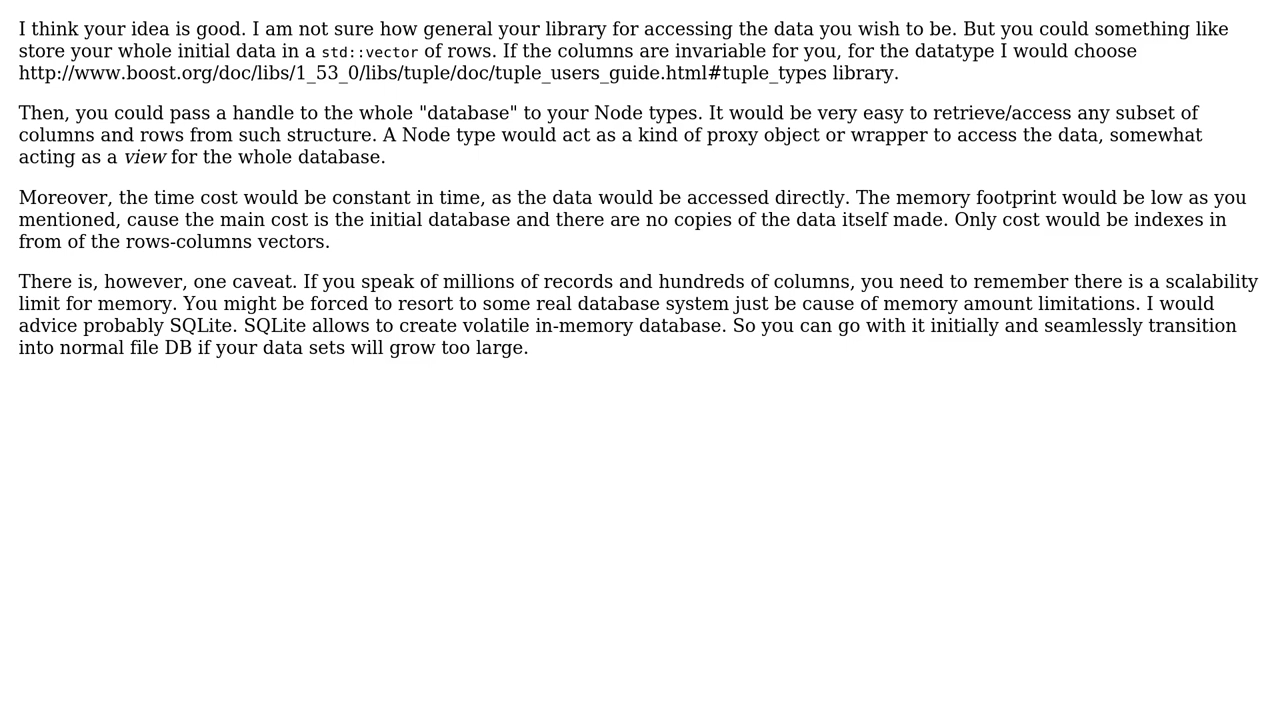 I think your idea is good. I am not sure how general your library for accessing the data you wish to be. But you could something like
store your whole initial data in a std::vector of rows. If the columns are invariable for you, for the datatype I would choose
http://www.boost.org/doc/libs/1_53_0/libs/tuple/doc/tuple_users_guide.html#tuple_types library.
Then, you could pass a handle to the whole "database" to your Node types. It would be very easy to retrieve/access any subset of
columns and rows from such structure. A Node type would act as a kind of proxy object or wrapper to access the data, somewhat
acting as a view for the whole database.
Moreover, the time cost would be constant in time, as the data would be accessed directly. The memory footprint would be low as you
mentioned, cause the main cost is the initial database and there are no copies of the data itself made. Only cost would be indexes in
from of the rows-columns vectors.
There is, however, one caveat. If you speak of millions of records and hundreds of columns, you need to remember there is a scalability
limit for memory. You might be forced to resort to some real database system just be cause of memory amount limitations. I would
advice probably SQLite. SQLite allows to create volatile in-memory database. So you can go with it initially and seamlessly transition
into normal file DB if your data sets will grow too large.